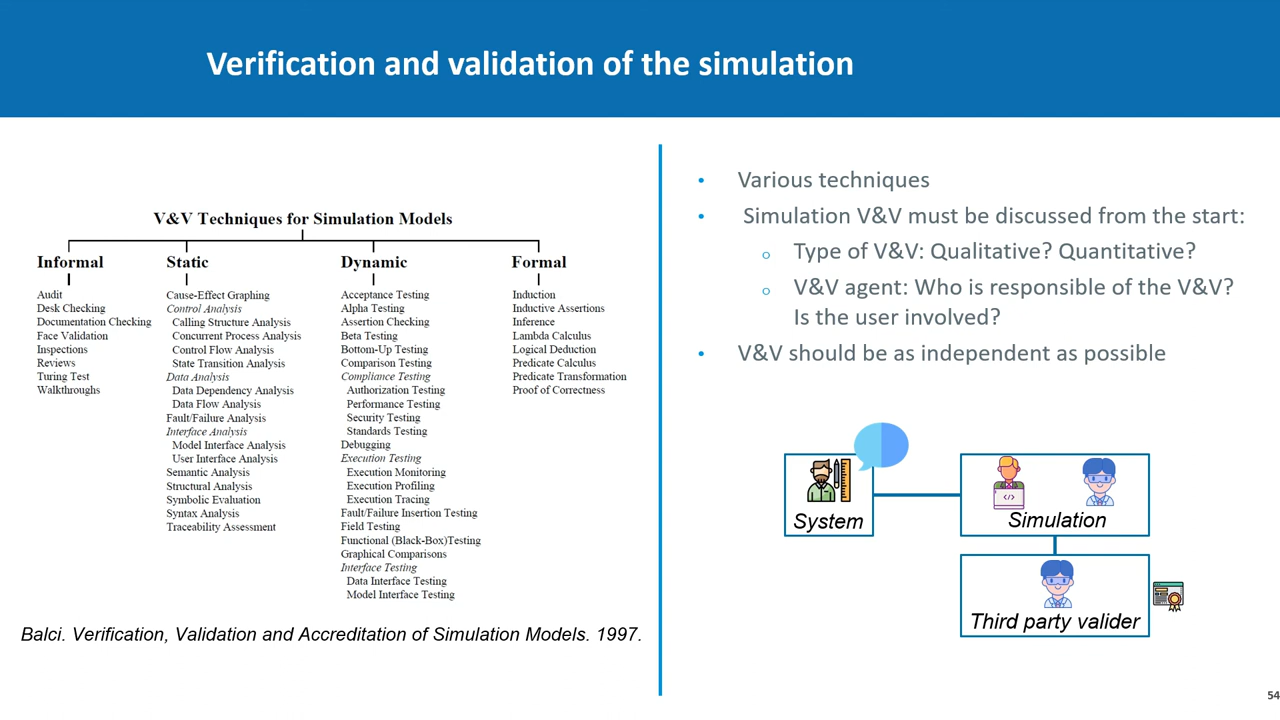 Verification and validation of the simulation
V&V Techniques for Simulation Models
Informal
Audit
Desk Checking
Documentation Checking
Face Validation
Inspections
Reviews
Turing Test
Walkthroughs
Static
Cause-Effect Graphing
Control Analysis
Calling Structure Analysis
Concurrent Process Analysis
Control Flow Analysis
State Transition Analysis
Data Analysis
Data Dependency Analysis
Data Flow Analysis
Fault/Failure Analysis
Interface Analysis
Model Interface Analysis
User Interface Analysis
Semantic Analysis
Structural Analysis
Symbolic Evaluation
Syntax Analysis
Traceability Assessment
Dynamic
Acceptance Testing
Alpha Testing
Assertion Checking
Beta Testing
Bottom-Up Testing
Comparison Testing
Compliance Testing
Authorization Testing
Performance Testing
Security Testing
Standards Testing
Debugging
Execution Testing
Execution Monitoring
Execution Profiling
Execution Tracing
Fault/Failure Insertion Testing
Field Testing
Functional (Black-Box)Testing
Graphical Comparisons
Interface Testing
Data Interface Testing
Model Interface Testing
Formal
Induction
Inductive Assertions
Inference
Lambda Calculus
Logical Deduction
Predicate Calculus
Predicate Transformation
Proof of Correctness
Balci. Verification, Validation and Accreditation of Simulation Models. 1997.
• Various techniques
• Simulation V&V must be discussed from the start:
o Type of V&V: Qualitative? Quantitative?
o V&V agent: Who is responsible of the V&V?
Is the user involved?
• V&V should be as independent as possible
System
</>
Simulation
Third party valider
54